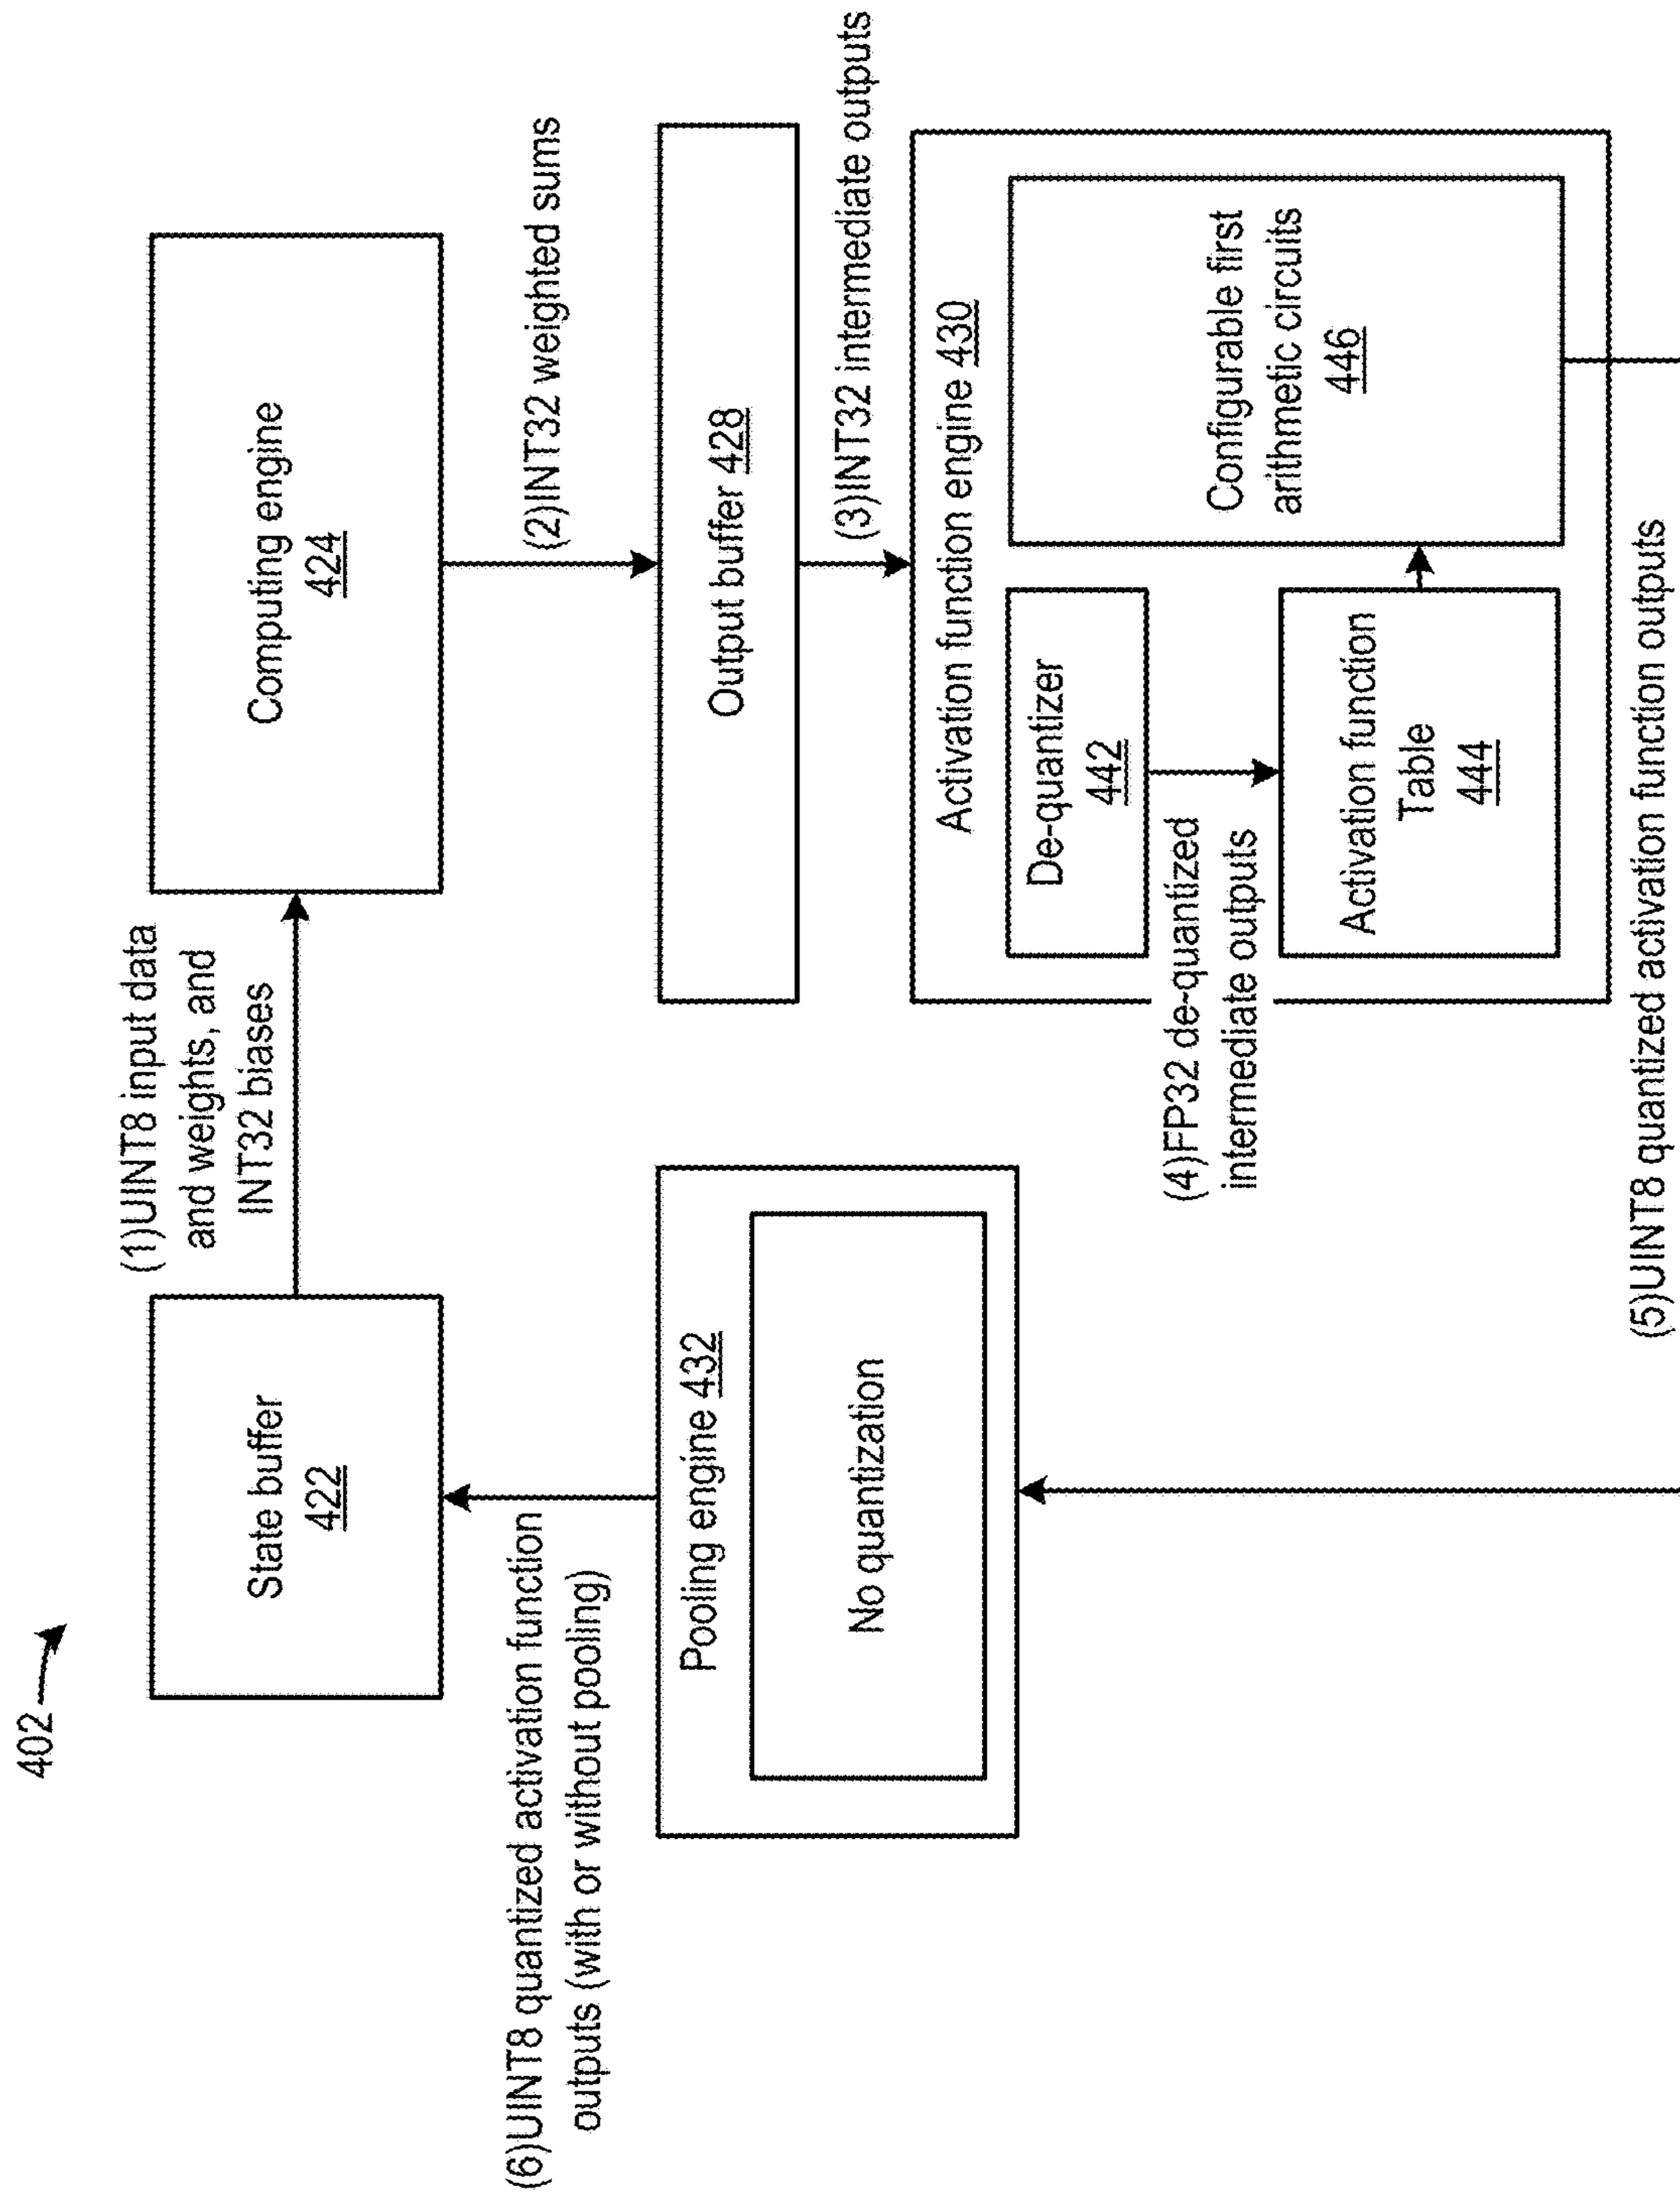 402
State buffer
422
(1)UINT8 input data
and weights, and
INT32 biases
Computing engine
424
(2)INT32 weighted sums
Output buffer 428
(3)INT32 intermediate outputs
Activation function engine 430
De-quantizer
442
(4)FP32 de-quantized
intermediate outputs
Activation function
Table
444
Configurable first
arithmetic circuits
446
(5)UINT8 quantized activation function outputs
Pooling engine 432
No quantization
(6)UINT8 quantized activation function
outputs (with or without pooling)